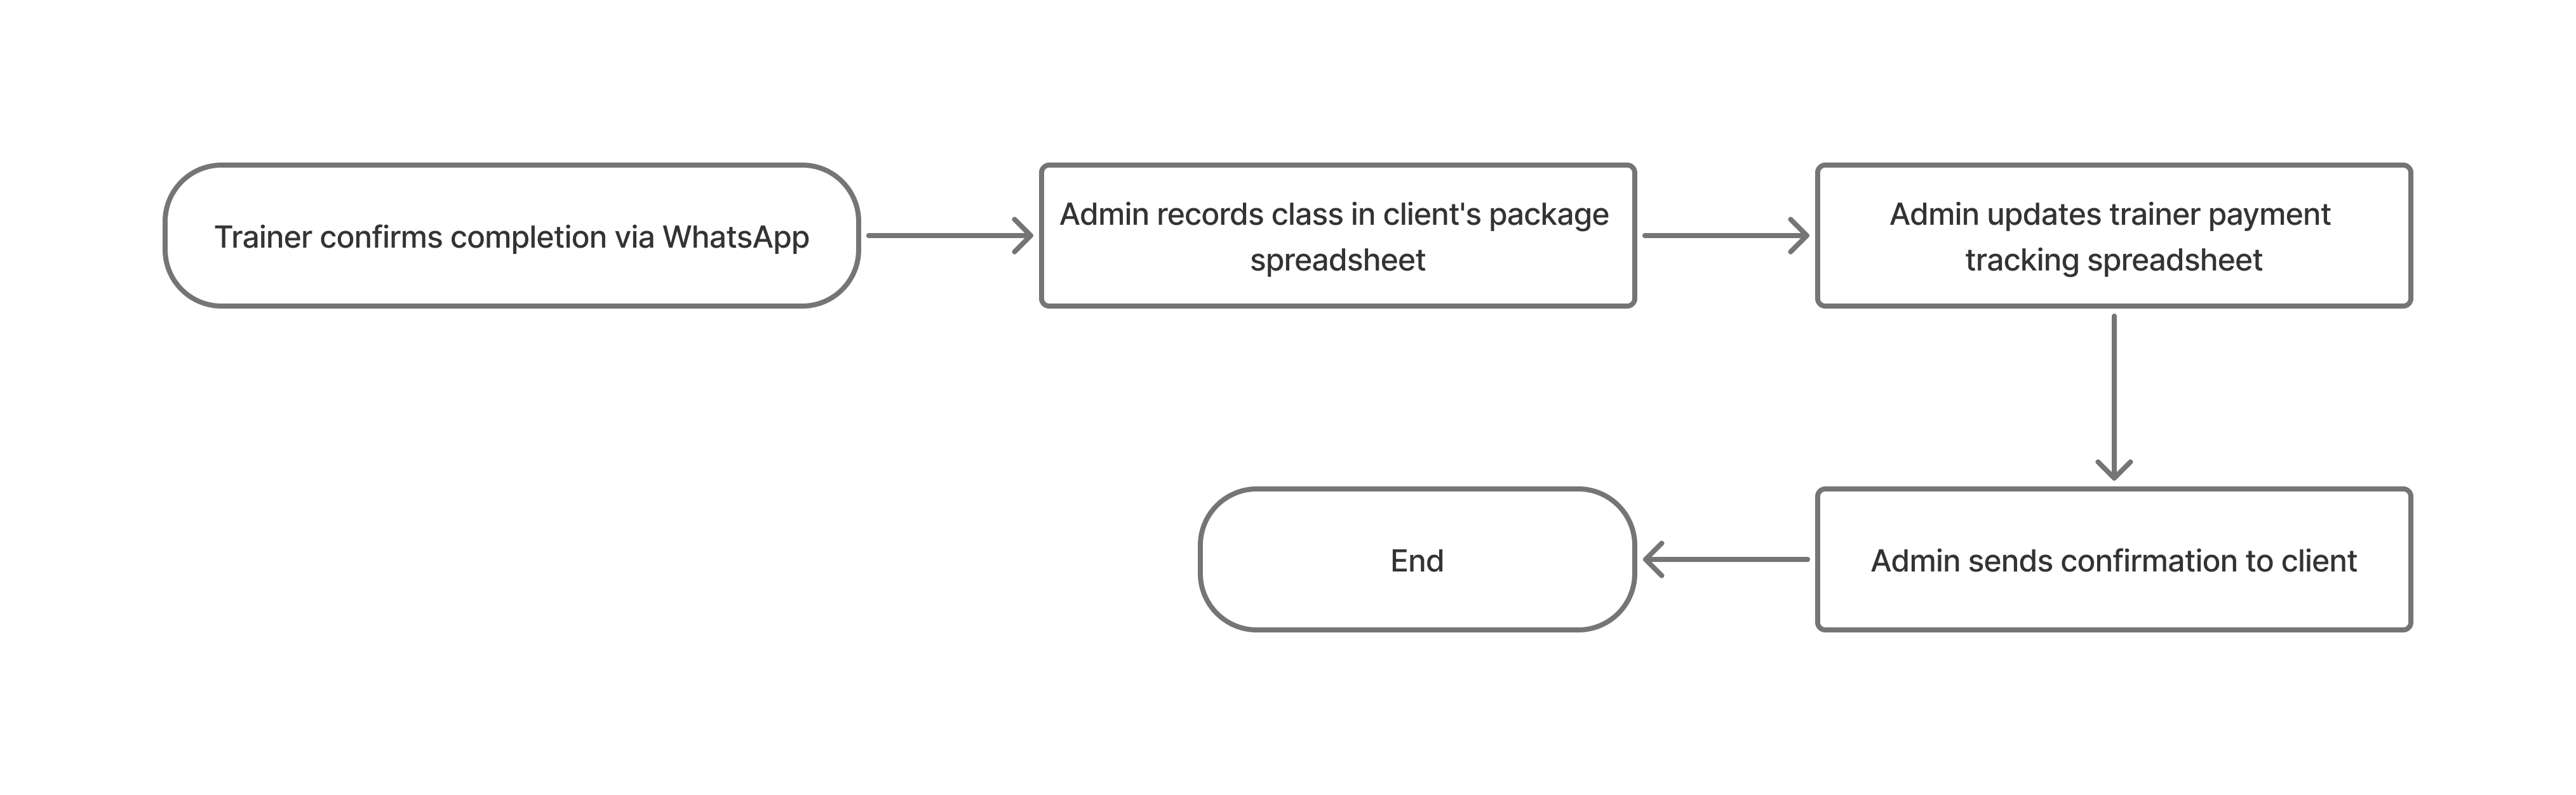 Trainer confirms completion via WhatsApp
Admin records class in client's package
spreadsheet
Admin updates trainer payment
tracking spreadsheet
Admin sends confirmation to client
End